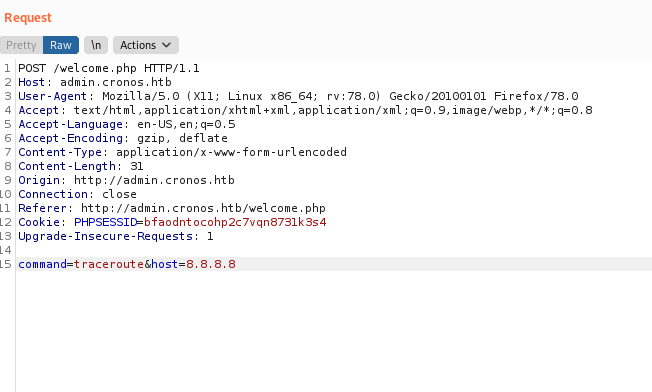 Request
Pretty Raw \n Actions
1 POST /welcome.php HTTP/1.1
2 Host: admin.cronos.htb
3 User-Agent: Mozilla/5.0 (X11; Linux x86_64; rv:78.0) Gecko/20100101 Firefox/78.0
4 Accept: text/html,application/xhtml+xml,application/xml;q=0.9,image/webp,*/*;q=0.8
5 Accept-Language: en-US,en;q=0.5
6 Accept-Encoding: gzip, deflate
7 Content-Type: application/x-www-form-urlencoded
8 Content-Length: 31
9 Origin: http://admin.cronos.htb
10 Connection: close
11 Referer: http://admin.cronos.htb/welcome.php
12 Cookie: PHPSESSID=bfaodntocohp2c7vqn8731k3s4
13 Upgrade-Insecure-Requests: 1
14
15 command=traceroute&host=8.8.8.8